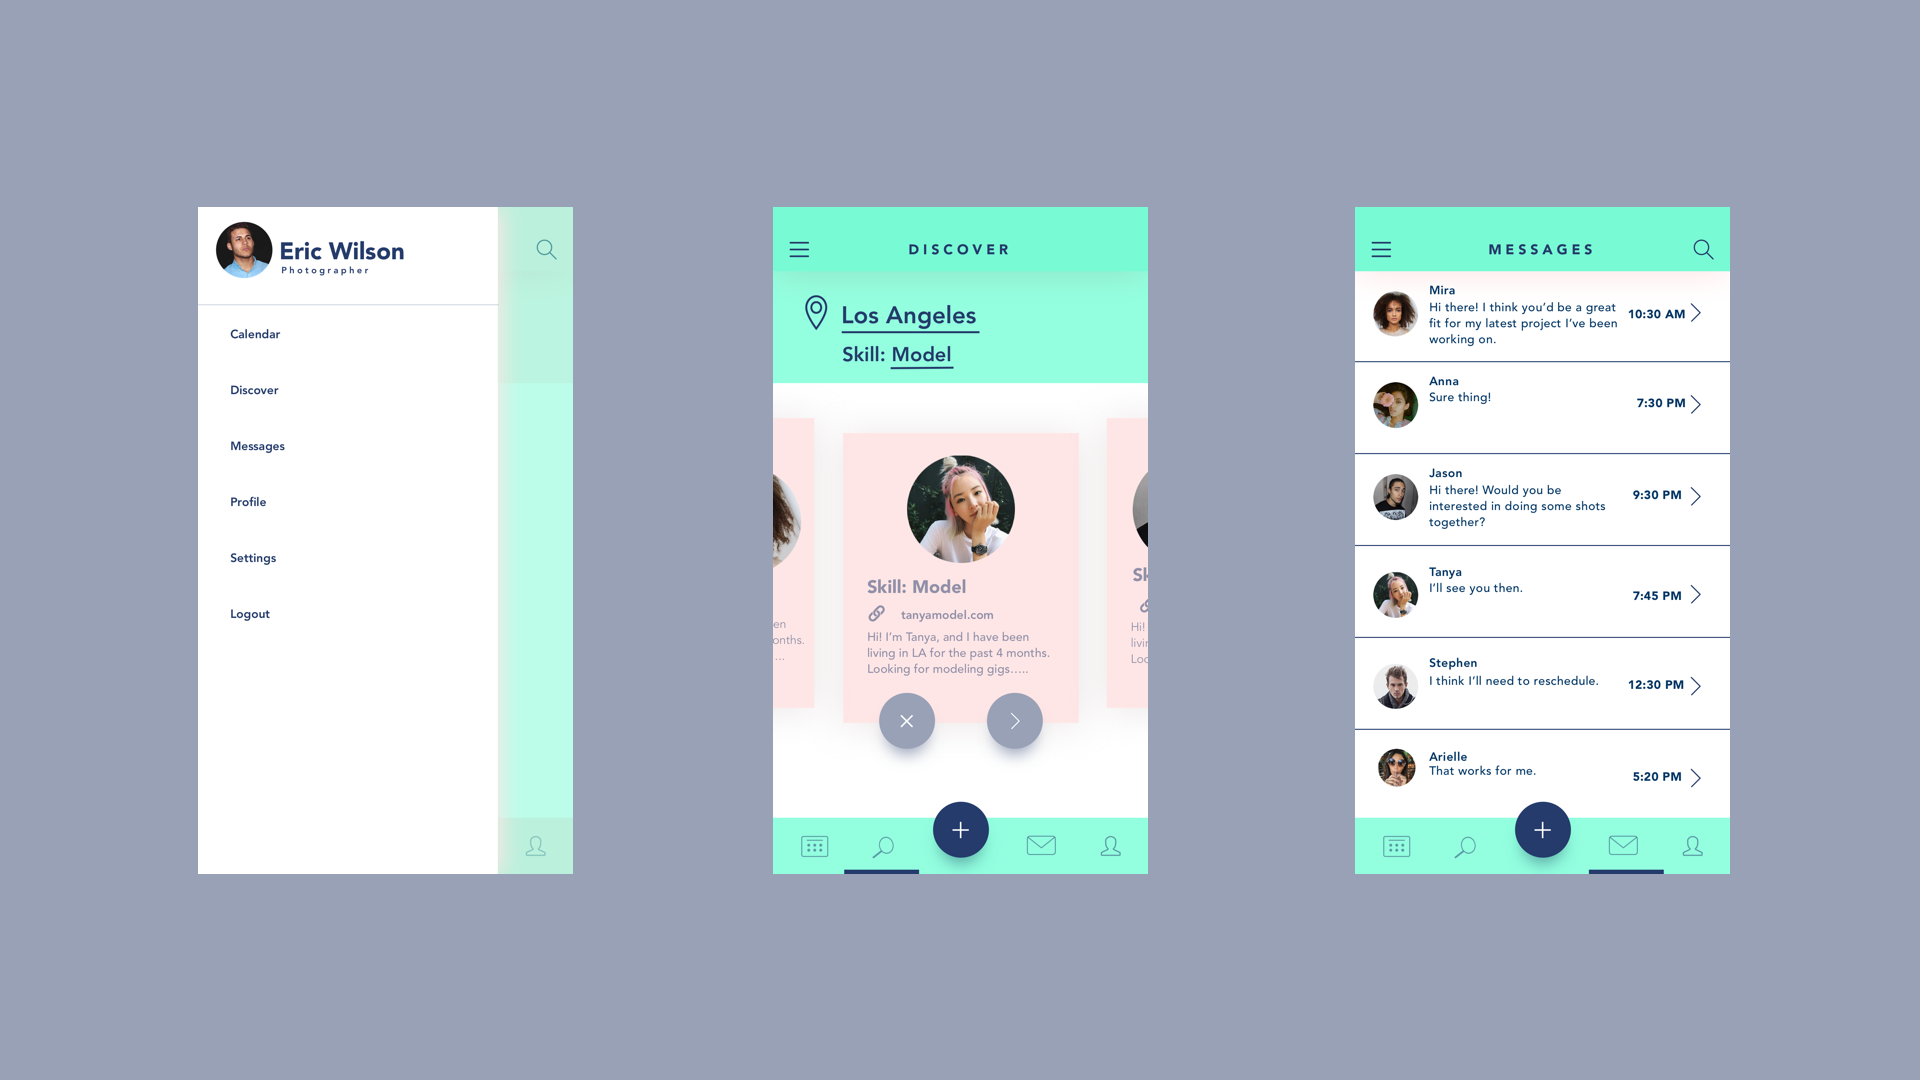 Eric Wilson
Photographer
Calendar
Discover
Messages
Profile
Settings
Logout
DISCOVER
Los Angeles
Skill: Model
en
onths.
...
Skill: Model
tanyamodel.com
Hi! I'm Tanya, and I have been
living in LA for the past 4 months.
Looking for modeling gigs.....
Sk
Hi!
livin
Loo
MESSAGES
Mira
Hi there! I think you'd be a great
fit for my latest project I've been
working on.
10:30 AM
Anna
Sure thing!
7:30 PM
Jason
Hi there! Would you be
interested in doing some shots
together?
9:30 PM
Tanya
I'll see you then.
7:45 PM
Stephen
I think I'll need to reschedule.
12:30 PM
Arielle
That works for me.
5:20 PM